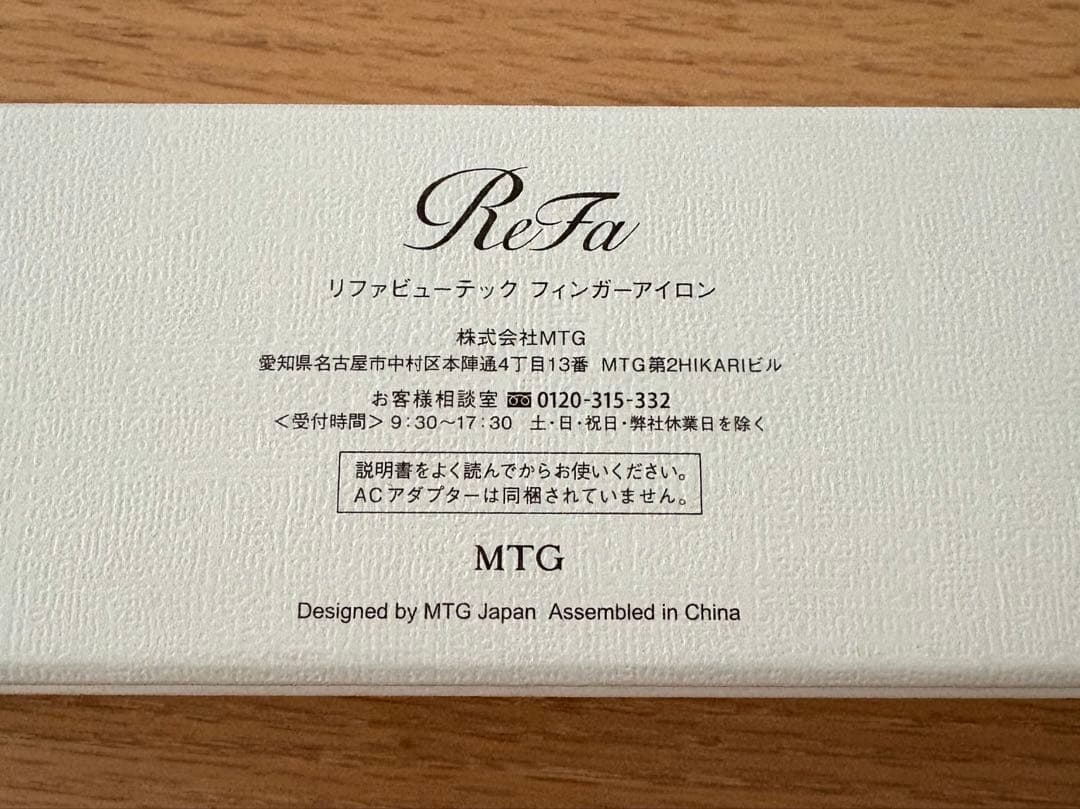 ReFa
リファビューテック フィンガーアイロン
株式会社MTG
愛知県名古屋市中村区本陣通4丁目13番 MTG第2HIKARIビル
お客様相談室 0120-315-332
＜受付時間＞9:30〜17:30 土・日・祝日・弊社休業日を除く
説明書をよく読んでからお使いください。
ACアダプターは同梱されていません。
MTG
Designed by MTG Japan Assembled in China